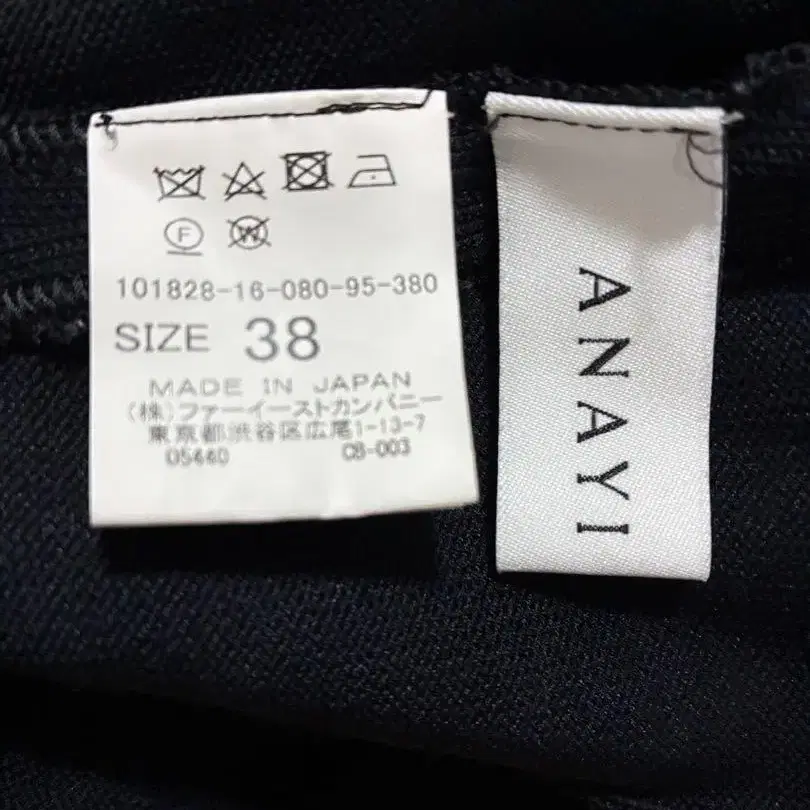 F
W
101828-16-080-95-380
SIZE 38
MADE IN JAPAN
(株)ファーイーストカンパニー
東京都渋谷区広尾1-13-7
05440 CB-003
ANAYI